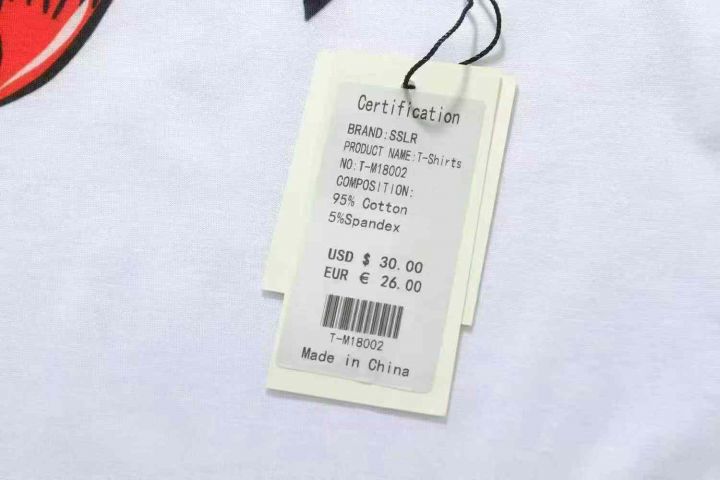 Certification
BRAND:SSLR
PRODUCT NAME:T-Shirts
NO:T-M18002
COMPOSITION:
95% Cotton
5%Spandex
USD $ 30.00
EUR € 26.00
T-M18002
Made in China